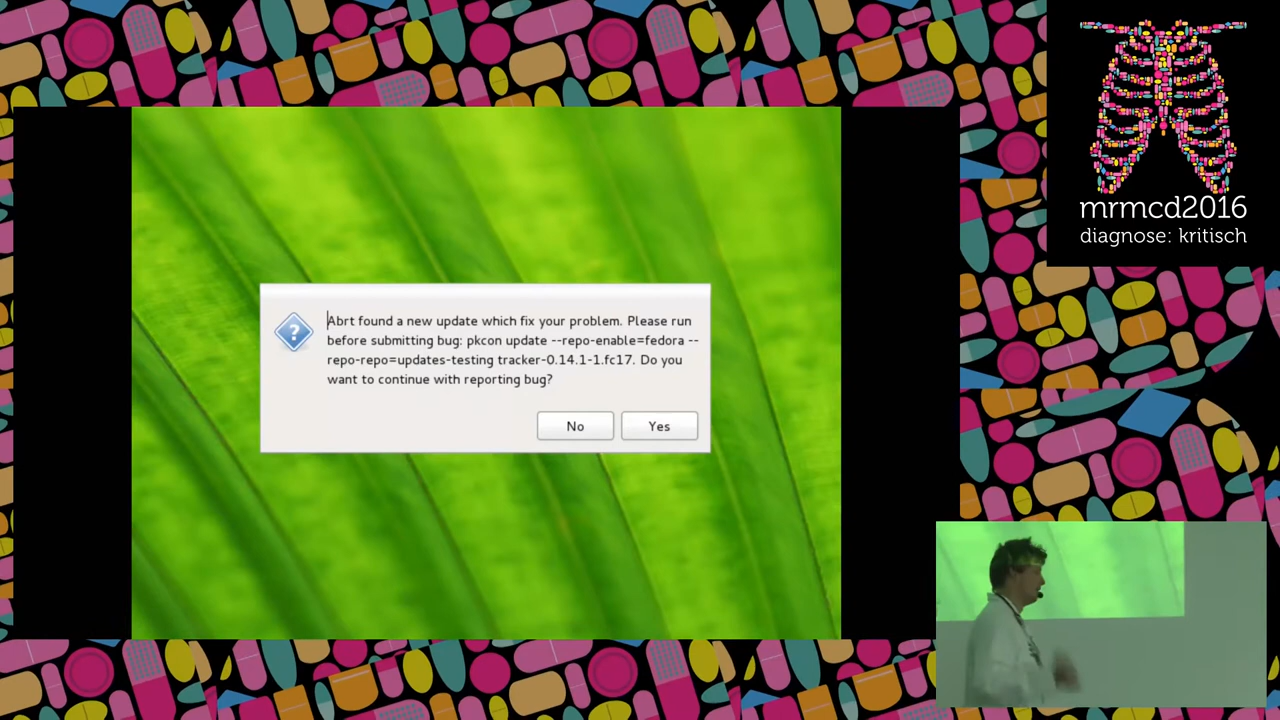 mrmcd2016
diagnose: kritisch
Abrt found a new update which fix your problem. Please run
before submitting bug: pkcon update --repo-enable=fedora --
repo-repo=updates-testing tracker-0.14.1-1.fc17. Do you
want to continue with reporting bug?
No
Yes